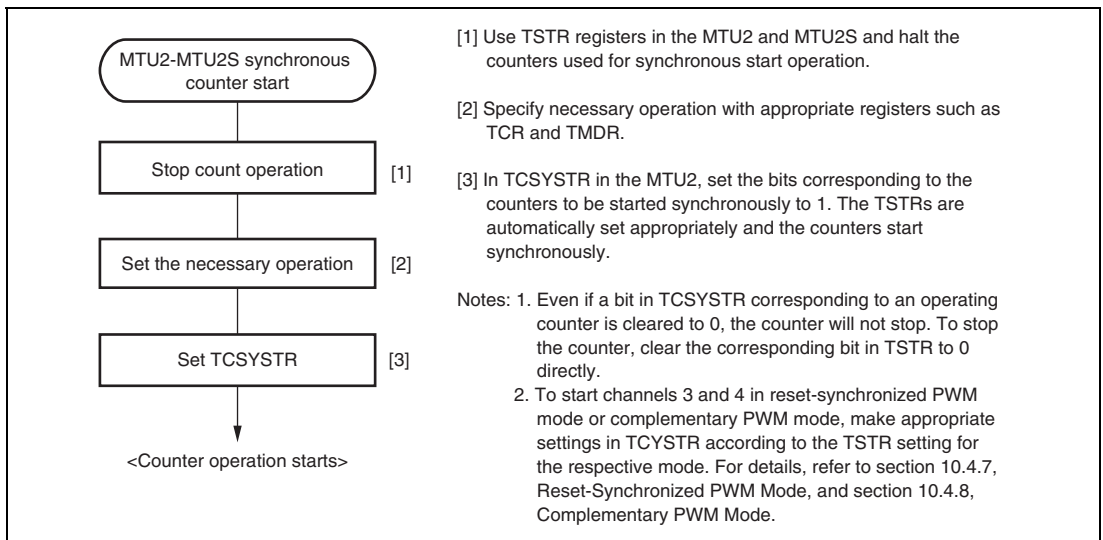 MTU2-MTU2S synchronous
counter start
Stop count operation
[1]
Set the necessary operation
[2]
Set TCSYSTR
[3]
<Counter operation starts>
[1] Use TSTR registers in the MTU2 and MTU2S and halt the
counters used for synchronous start operation.
[2] Specify necessary operation with appropriate registers such as
TCR and TMDR.
[3] In TCSYSTR in the MTU2, set the bits corresponding to the
counters to be started synchronously to 1. The TSTRs are
automatically set appropriately and the counters start
synchronously.
Notes: 1. Even if a bit in TCSYSTR corresponding to an operating
counter is cleared to 0, the counter will not stop. To stop
the counter, clear the corresponding bit in TSTR to 0
directly.
2. To start channels 3 and 4 in reset-synchronized PWM
mode or complementary PWM mode, make appropriate
settings in TCYSTR according to the TSTR setting for
the respective mode. For details, refer to section 10.4.7,
Reset-Synchronized PWM Mode, and section 10.4.8,
Complementary PWM Mode.